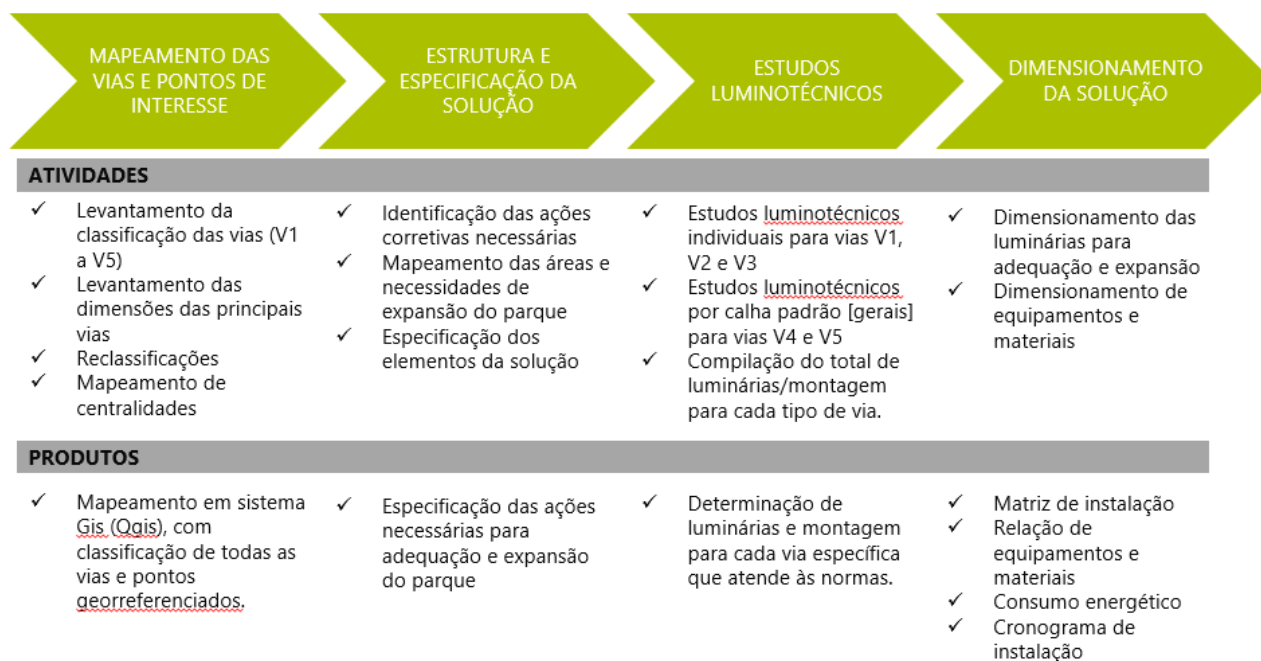 MAPEAMENTO DAS
VIAS E PONTOS DE
INTERESSE
ESTRUTURA E
ESPECIFICAÇÃO DA
SOLUÇÃO
ESTUDOS
LUMINOTÉCNICOS
DIMENSIONAMENTO
DA SOLUÇÃO
ATIVIDADES
✓ Levantamento da
classificação das vias (V1
a V5)
✓ Levantamento das
dimensões das principais
vias
✓ Reclassificações
✓ Mapeamento de
centralidades
✓ Identificação das ações
corretivas necessárias
✓ Mapeamento das áreas e
necessidades de
expansão do parque
✓ Especificação dos
elementos da solução
✓ Estudos luminotécnicos
individuais para vias V1,
V2 e V3
✓ Estudos luminotécnicos
por calha padrão [gerais]
para vias V4 e V5
✓ Compilação do total de
luminárias/montagem
para cada tipo de via.
✓ Dimensionamento das
luminárias para
adequação e expansão
✓ Dimensionamento de
equipamentos e
materiais
PRODUTOS
✓ Mapeamento em sistema
Gis (Qgis), com
classificação de todas as
vias e pontos
georreferenciados.
✓ Especificação das ações
necessárias para
adequação e expansão
do parque
✓ Determinação de
luminárias e montagem
para cada via específica
que atende às normas.
✓ Matriz de instalação
✓ Relação de
equipamentos e
materiais
✓ Consumo energético
✓ Cronograma de
instalação